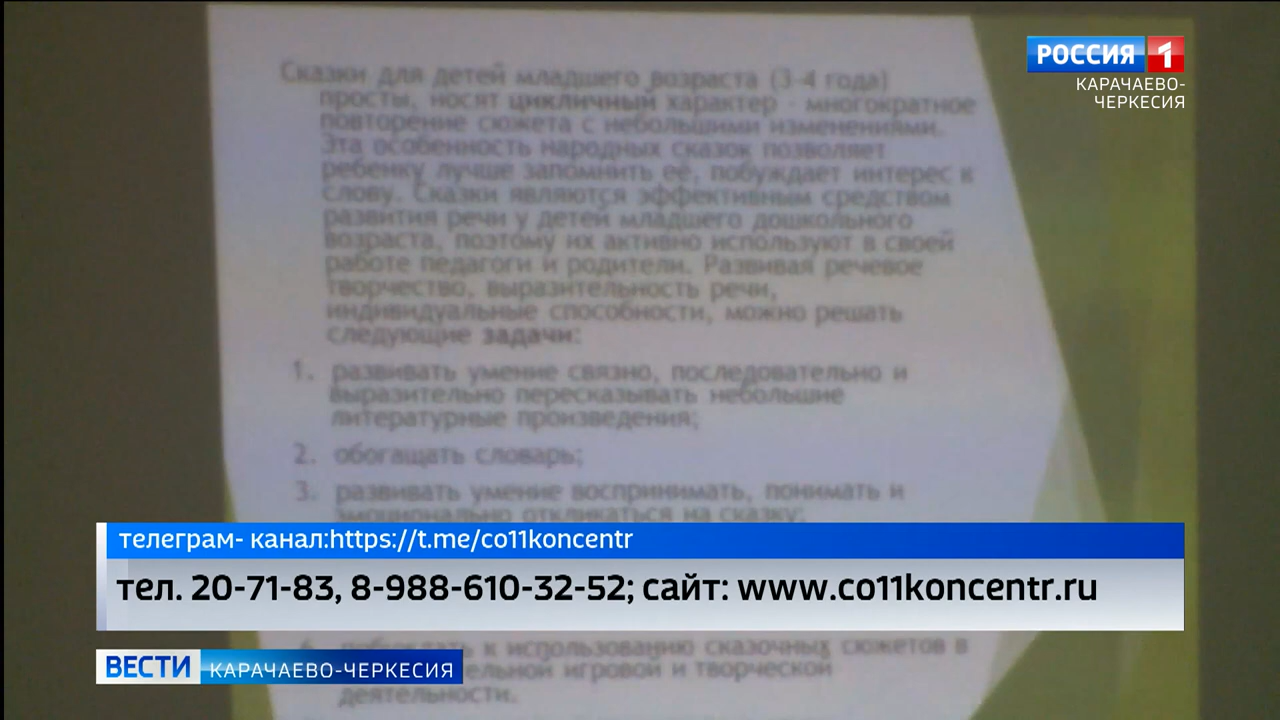 РОССИЯ 1
КАРАЧАЕВО-
ЧЕРКЕСИЯ
Сказки для детей младшего возраста (3-4 года)
просты, носят цикличный характер - многократное
повторение сюжета с небольшими изменениями.
Эта особенность народных сказок позволяет
ребенку лучше запомнить её, побуждает интерес к
слову. Сказки являются эффективным средством
развития речи у детей младшего дошкольного
возраста, поэтому их активно используют в своей
работе педагоги и родители. Развивая речевое
творчество, выразительность речи,
индивидуальные способности, можно решать
следующие задачи:
1. развивать умение связно, последовательно и
выразительно пересказывать небольшие
литературные произведения;
2. обогащать словарь;
3. развивать умение воспринимать, понимать и
эмоционально откликаться на сказку;
телеграм- канал:https://t.me/co11koncentr
тел. 20-71-83, 8-988-610-32-52; сайт: www.co11koncentr.ru
к использованию сказочных сюжетов в
игровой и творческой
деятельности.
ВЕСТИ КАРАЧАЕВО-ЧЕРКЕСИЯ